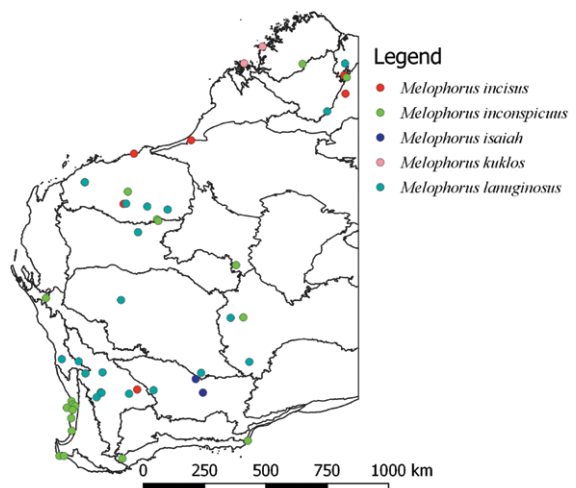 Legend
Melophorus incisus
Melophorus inconspicuus
Melophorus isaiah
Melophorus kuklos
Melophorus lanuginosus
0 250 500 750 1000 km